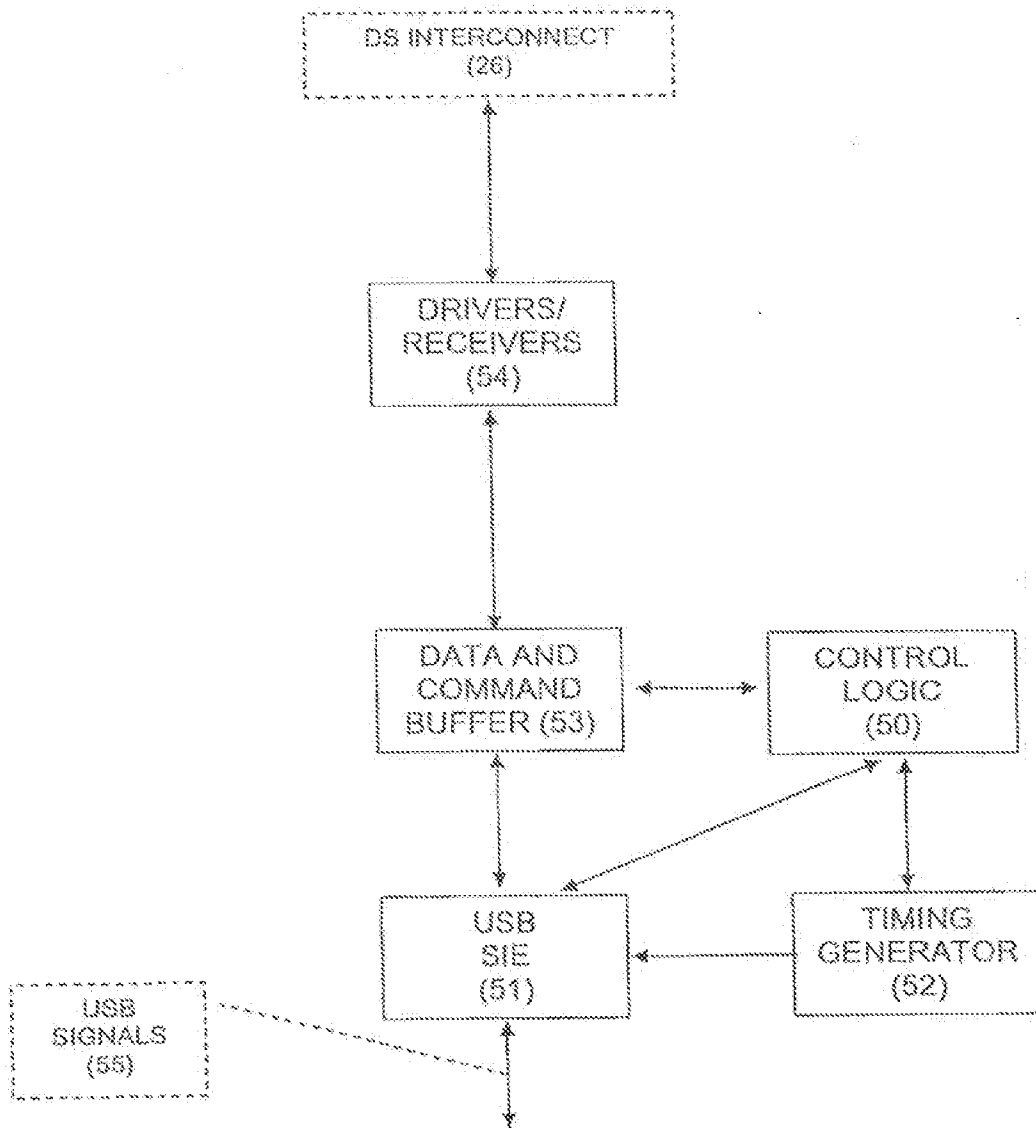 DS INTERCONNECT
(26)
DRIVERS/
RECEIVERS
(54)
DATA AND
COMMAND
BUFFER (53)
CONTROL
LOGIC
(50)
USB
SIE
(51)
TIMING
GENERATOR
(52)
USB
SIGNALS
(55)